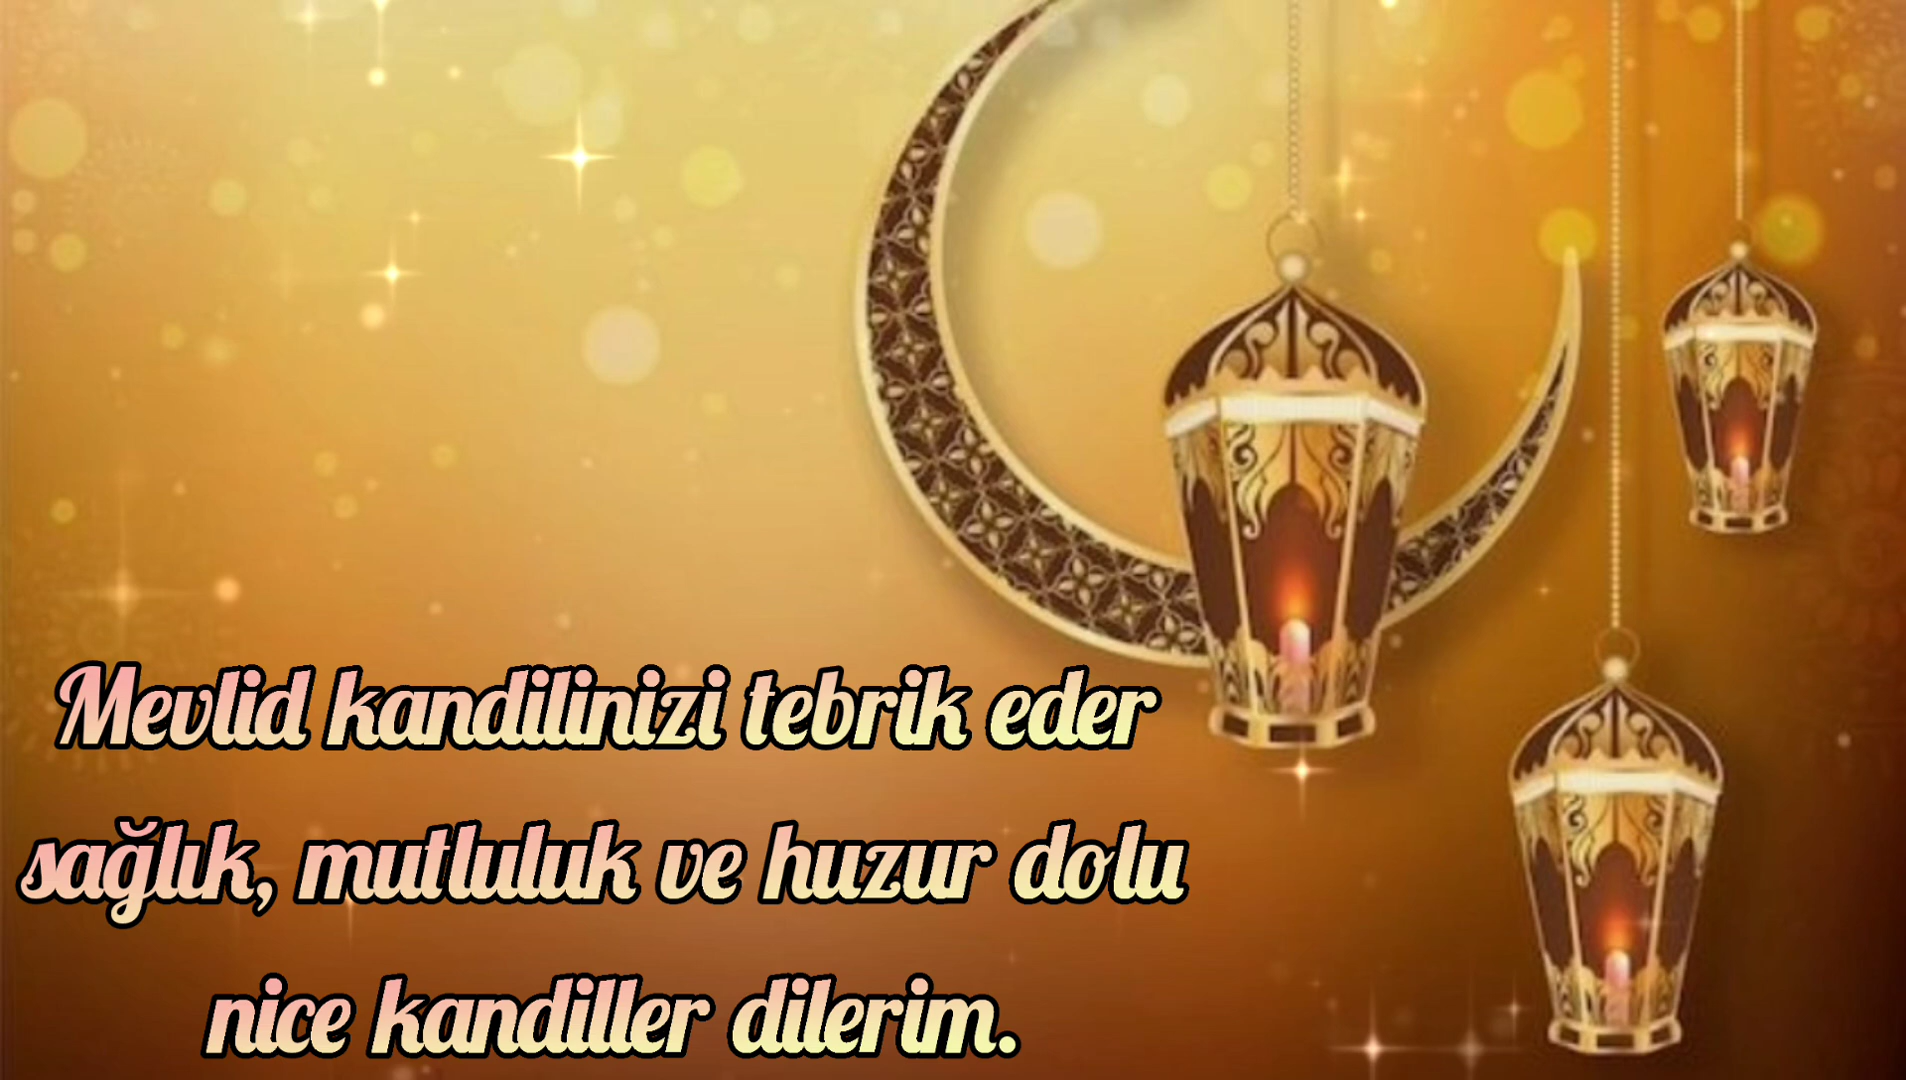 Mevlid kandilinizi tebrik eder
sağlık, mutluluk ve huzur dolu
nice kandiller dilerim.